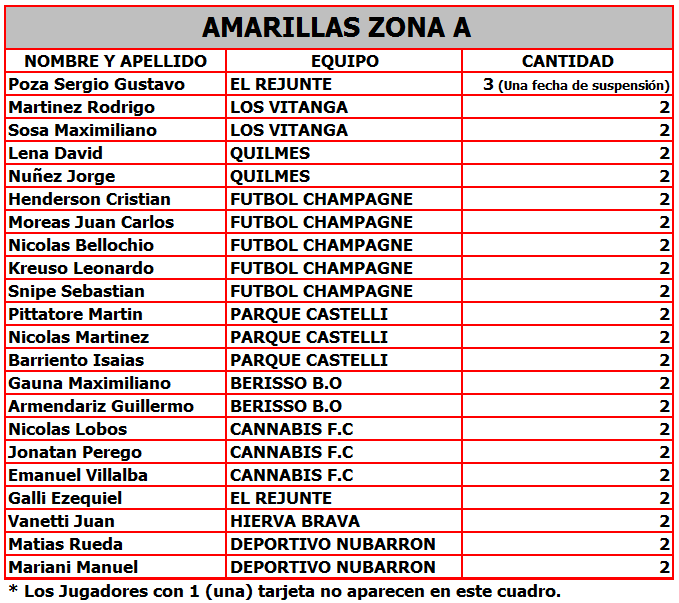 AMARILLAS ZONA A
NOMBRE Y APELLIDO EQUIPO CANTIDAD
Poza Sergio Gustavo EL REJUNTE 3 (Una fecha de suspensión)
Martinez Rodrigo LOS VITANGA 2
Sosa Maximiliano LOS VITANGA 2
Lena David QUILMES 2
Nuñez Jorge QUILMES 2
Henderson Cristian FUTBOL CHAMPAGNE 2
Moreas Juan Carlos FUTBOL CHAMPAGNE 2
Nicolas Bellochio FUTBOL CHAMPAGNE 2
Kreuso Leonardo FUTBOL CHAMPAGNE 2
Snipe Sebastian FUTBOL CHAMPAGNE 2
Pittatore Martin PARQUE CASTELLI 2
Nicolas Martinez PARQUE CASTELLI 2
Barriento Isaias PARQUE CASTELLI 2
Gauna Maximiliano BERISSO B.O 2
Armendariz Guillermo BERISSO B.O 2
Nicolas Lobos CANNABIS F.C 2
Jonatan Perego CANNABIS F.C 2
Emanuel Villalba CANNABIS F.C 2
Galli Ezequiel EL REJUNTE 2
Vanetti Juan HIERVA BRAVA 2
Matias Rueda DEPORTIVO NUBARRON 2
Mariani Manuel DEPORTIVO NUBARRON 2
* Los Jugadores con 1 (una) tarjeta no aparecen en este cuadro.